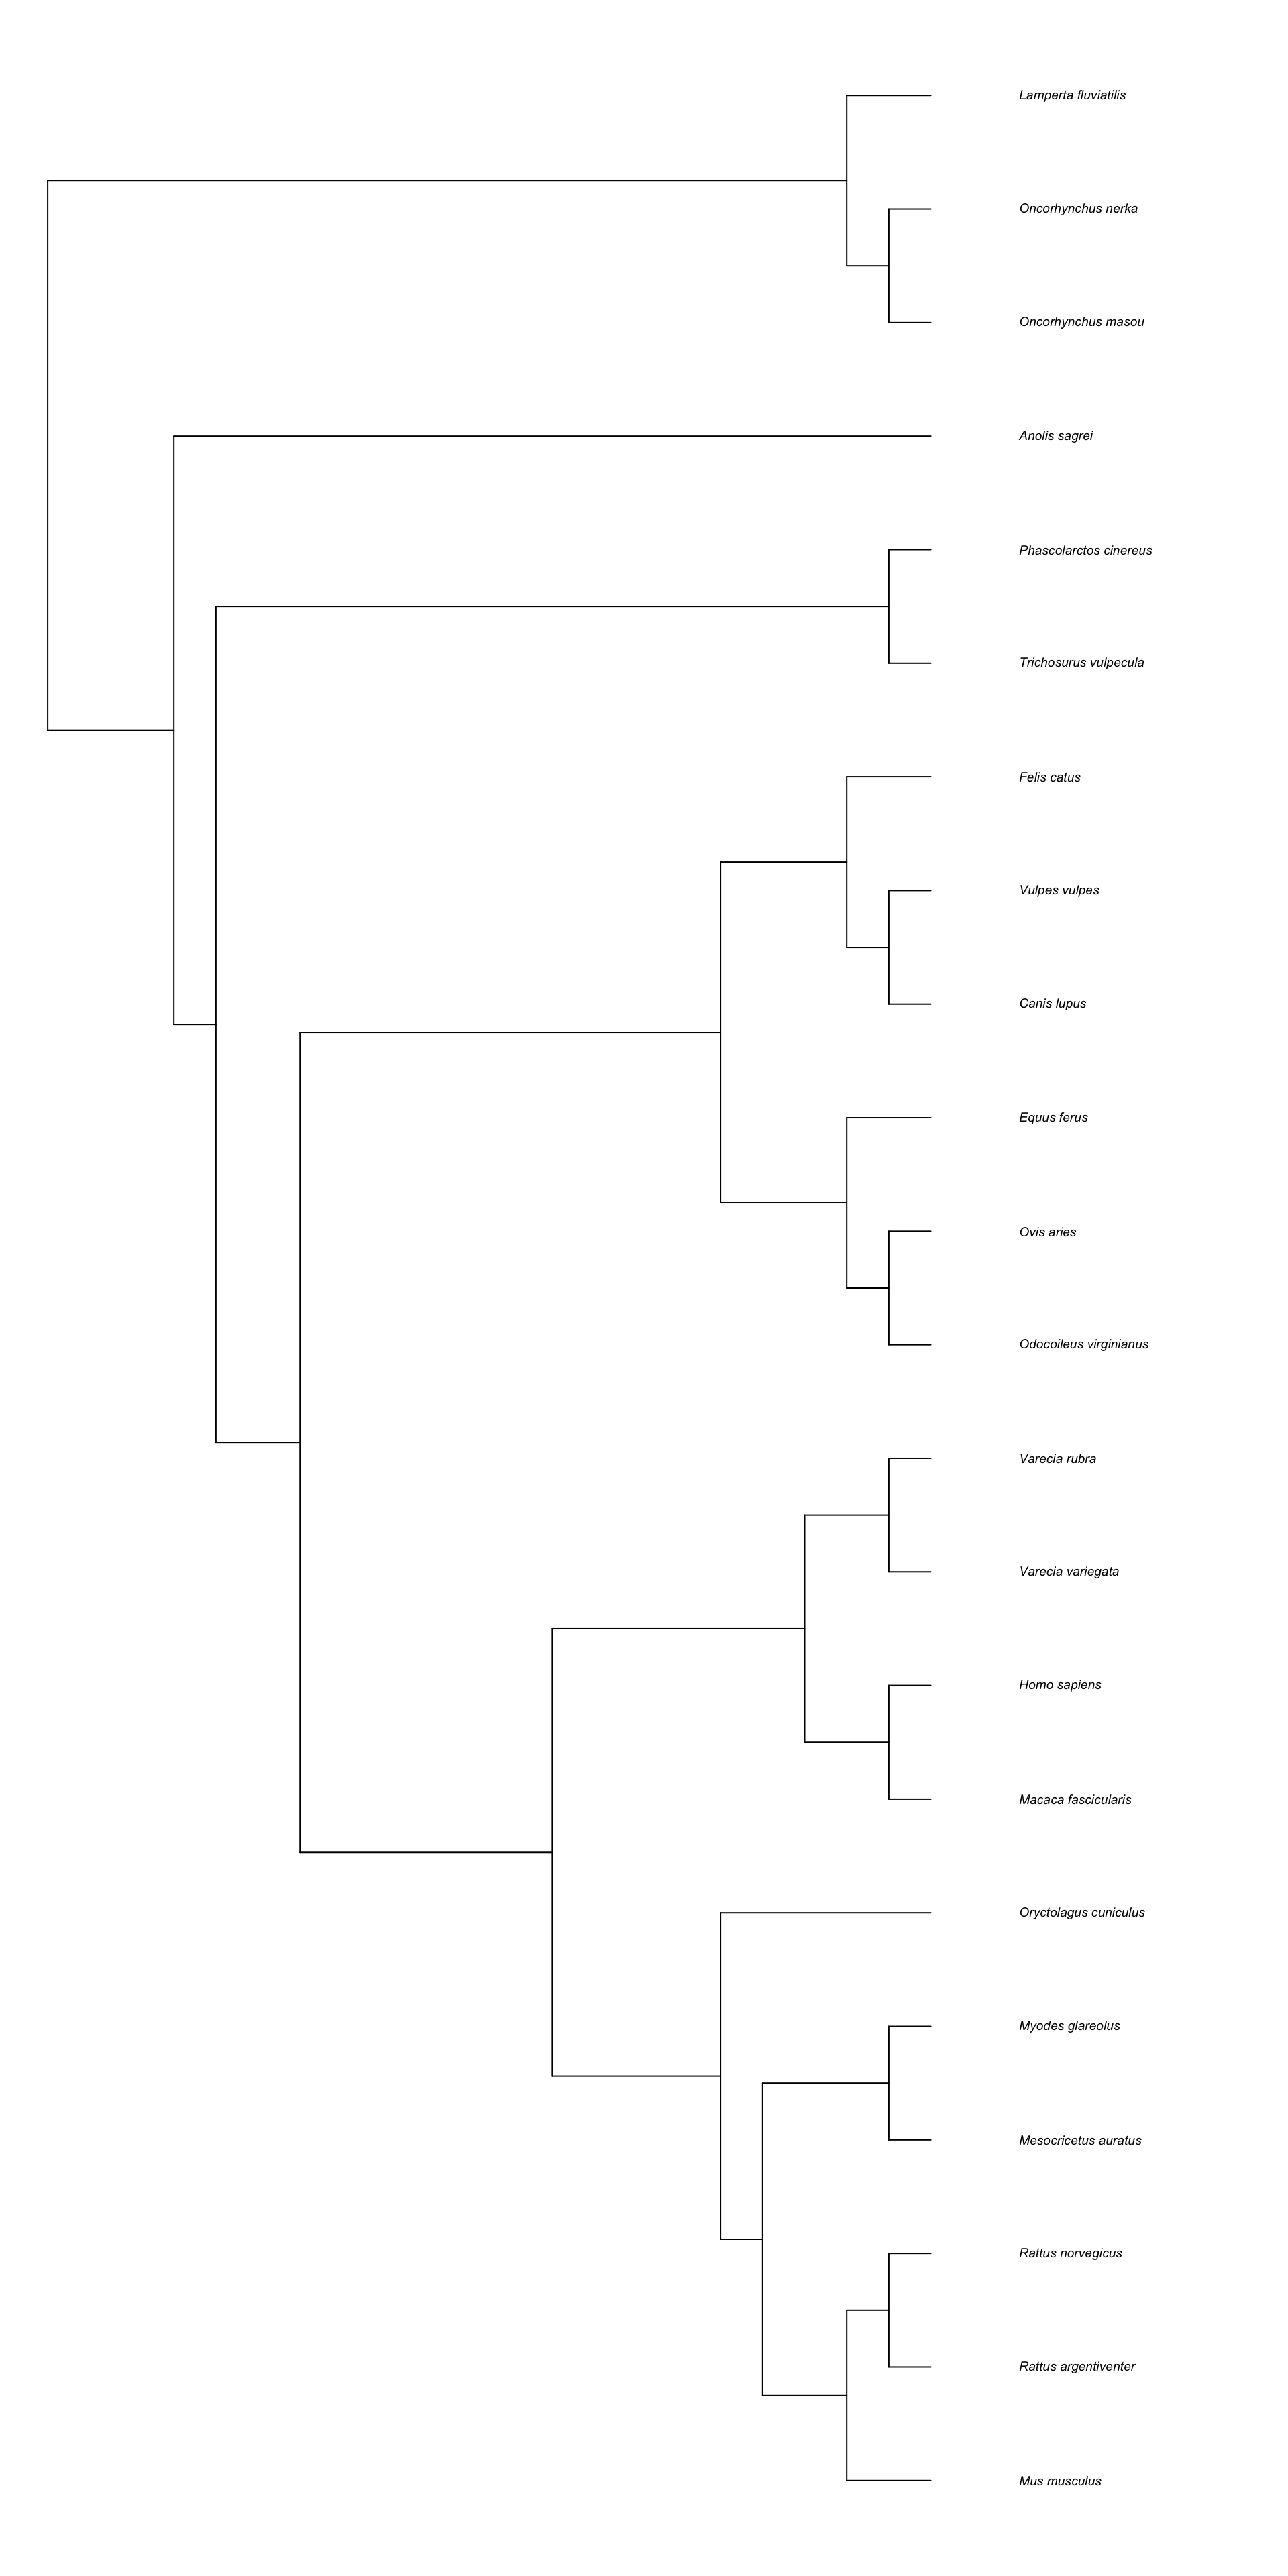 Lamperta fluviatilis
Oncorhynchus nerka
Oncorhynchus masou
Anolis sagrei
Phascolarctos cinereus
Trichosurus vulpecula
Felis catus
Vulpes vulpes
Canis lupus
Equus ferus
Ovis aries
Odocoileus virginianus
Varecia rubra
Varecia variegata
Homo sapiens
Macaca fascicularis
Oryctolagus cuniculus
Myodes glareolus
Mesocricetus auratus
Rattus norvegicus
Rattus argentiventer
Mus musculus